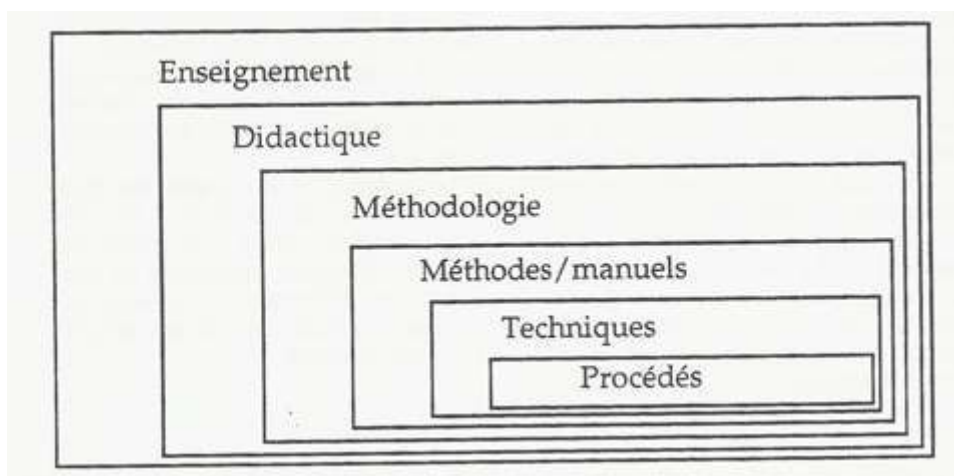 Enseignement
Didactique
Méthodologie
Méthodes/manuels
Techniques
Procédés